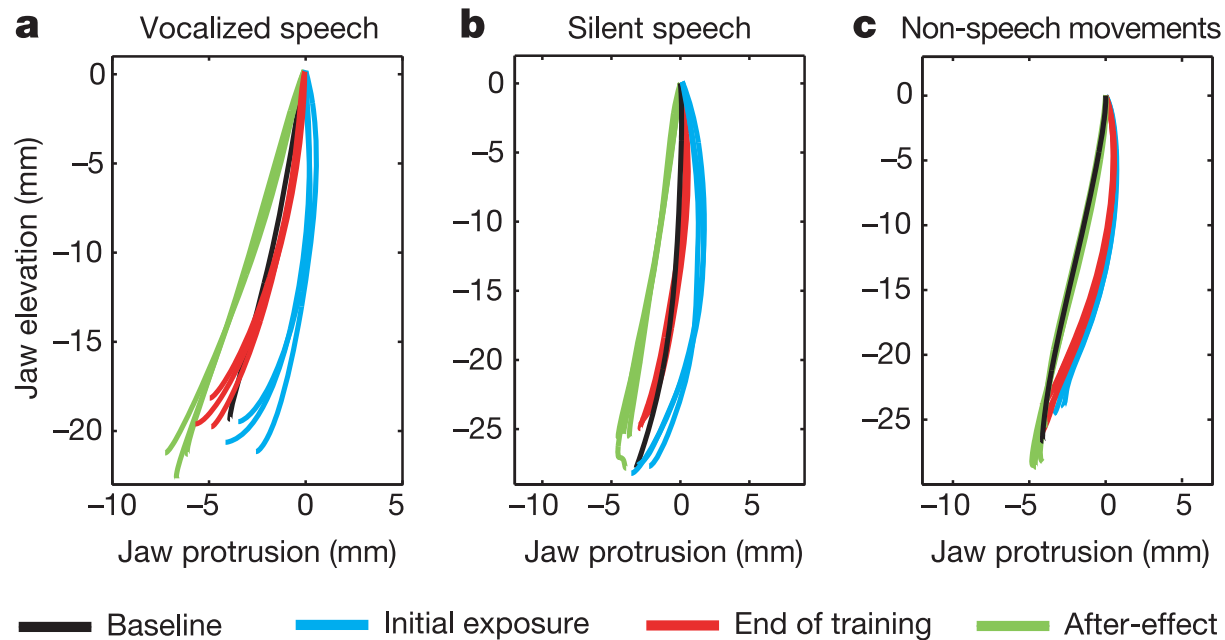 a Vocalized speech
b Silent speech
c Non-speech movements
Jaw elevation (mm)
0
−5
−10
−15
−20
0
−5
−10
−15
−20
−25
0
−5
−10
−15
−20
−25
−10 −5 0 5
−10 −5 0 5
−10 −5 0 5
Jaw protrusion (mm)
Jaw protrusion (mm)
Jaw protrusion (mm)
Baseline Initial exposure End of training After-effect